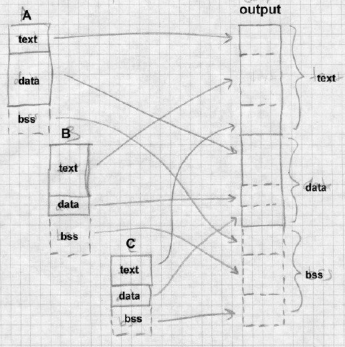 A
text
data
bss
B
text
data
bss
C
text
data
bss
output
text
data
bss